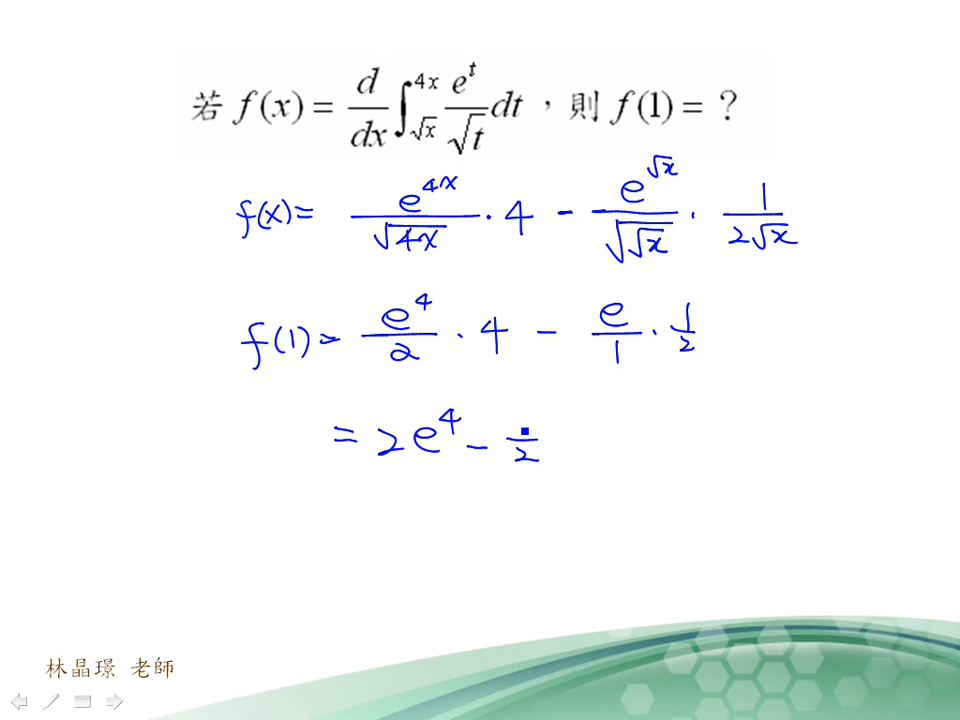 若 f(x) = d/dx ∫_{√x}^{4x} e^t/√t dt，則 f(1) = ？
f(x)= e^{4x}/√4x · 4 - e^{√x}/√√x · 1/2√x
f(1)= e^4/2 · 4 - e/1 · 1/2
= 2e^4 - /2
林晶璟 老師